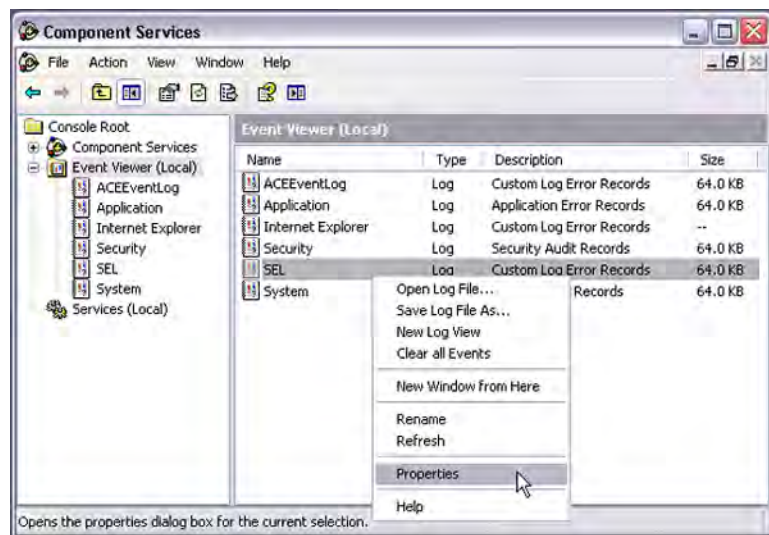 Component Services
File Action View Window Help
Console Root
Component Services
Event Viewer (Local)
ACEEventLog
Application
Internet Explorer
Security
SEL
System
Services (Local)
Event Viewer (Local)
Name Type Description Size
ACEEventLog Log Custom Log Error Records 64.0 KB
Application Log Application Error Records 64.0 KB
Internet Explorer Log Custom Log Error Records --
Security Log Security Audit Records 64.0 KB
SEL Log Custom Log Error Records 64.0 KB
System Records 64.0 KB
Open Log File...
Save Log File As...
New Log View
Clear all Events
New Window from Here
Rename
Refresh
Properties
Help
Opens the properties dialog box for the current selection.